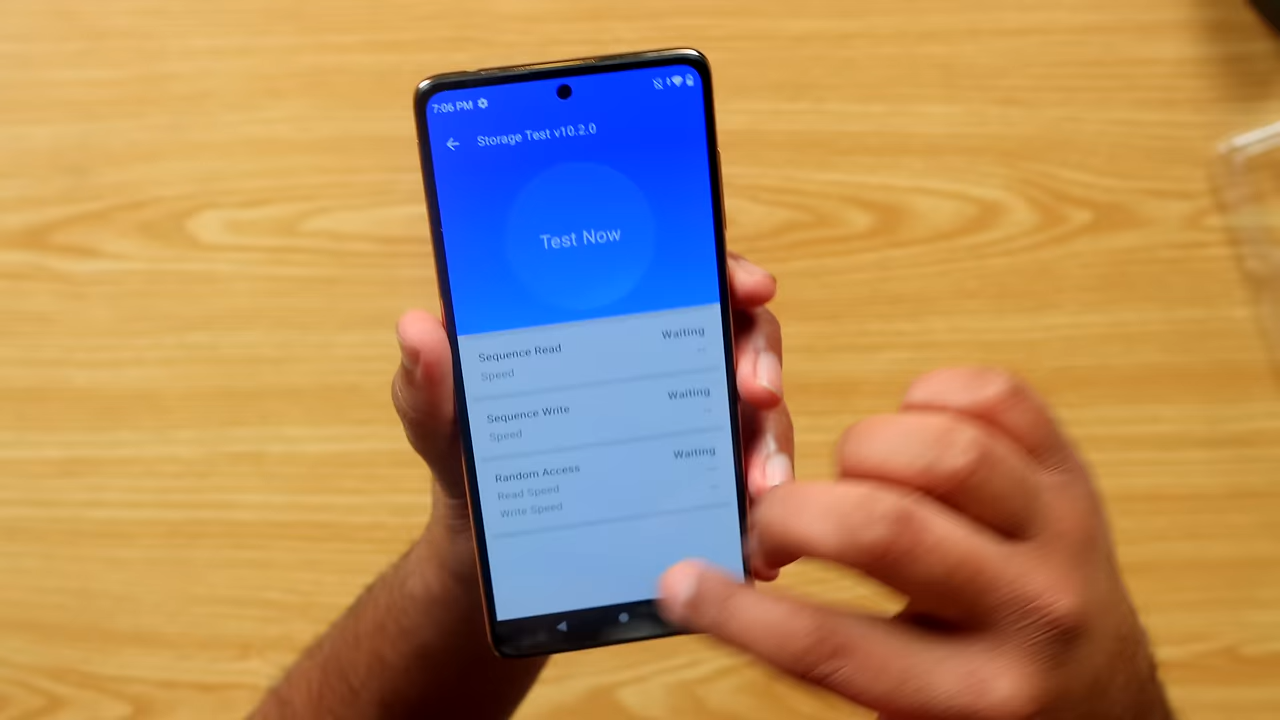 7:06 PM
Storage Test v10.2.0
Test Now
Sequence Read
Waiting
Speed
--
Sequence Write
Waiting
Speed
--
Random Access
Waiting
Read Speed
--
Write Speed
--